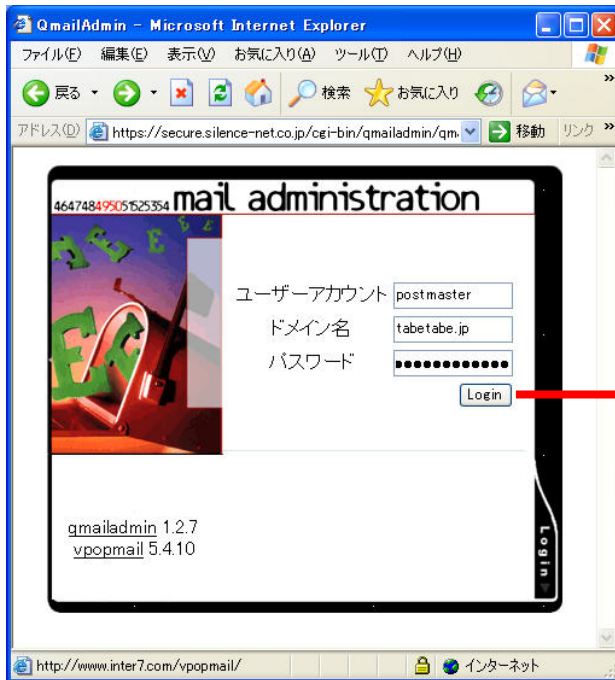 QmailAdmin - Microsoft Internet Explorer
ファイル(F) 編集(E) 表示(V) お気に入り(A) ツール(T) ヘルプ(H)
戻る 検索 お気に入り »
アドレス(D) https://secure.silence-net.co.jp/cgi-bin/qmailadmin/qm 移動 リンク »
464748495051525354 mail administration
ユーザーアカウント postmaster
ドメイン名 tabetabe.jp
パスワード ●●●●●●●●●●●●
Login
qmailadmin 1.2.7
vpopmail 5.4.10
Login
http://www.inter7.com/vpopmail/ インターネット